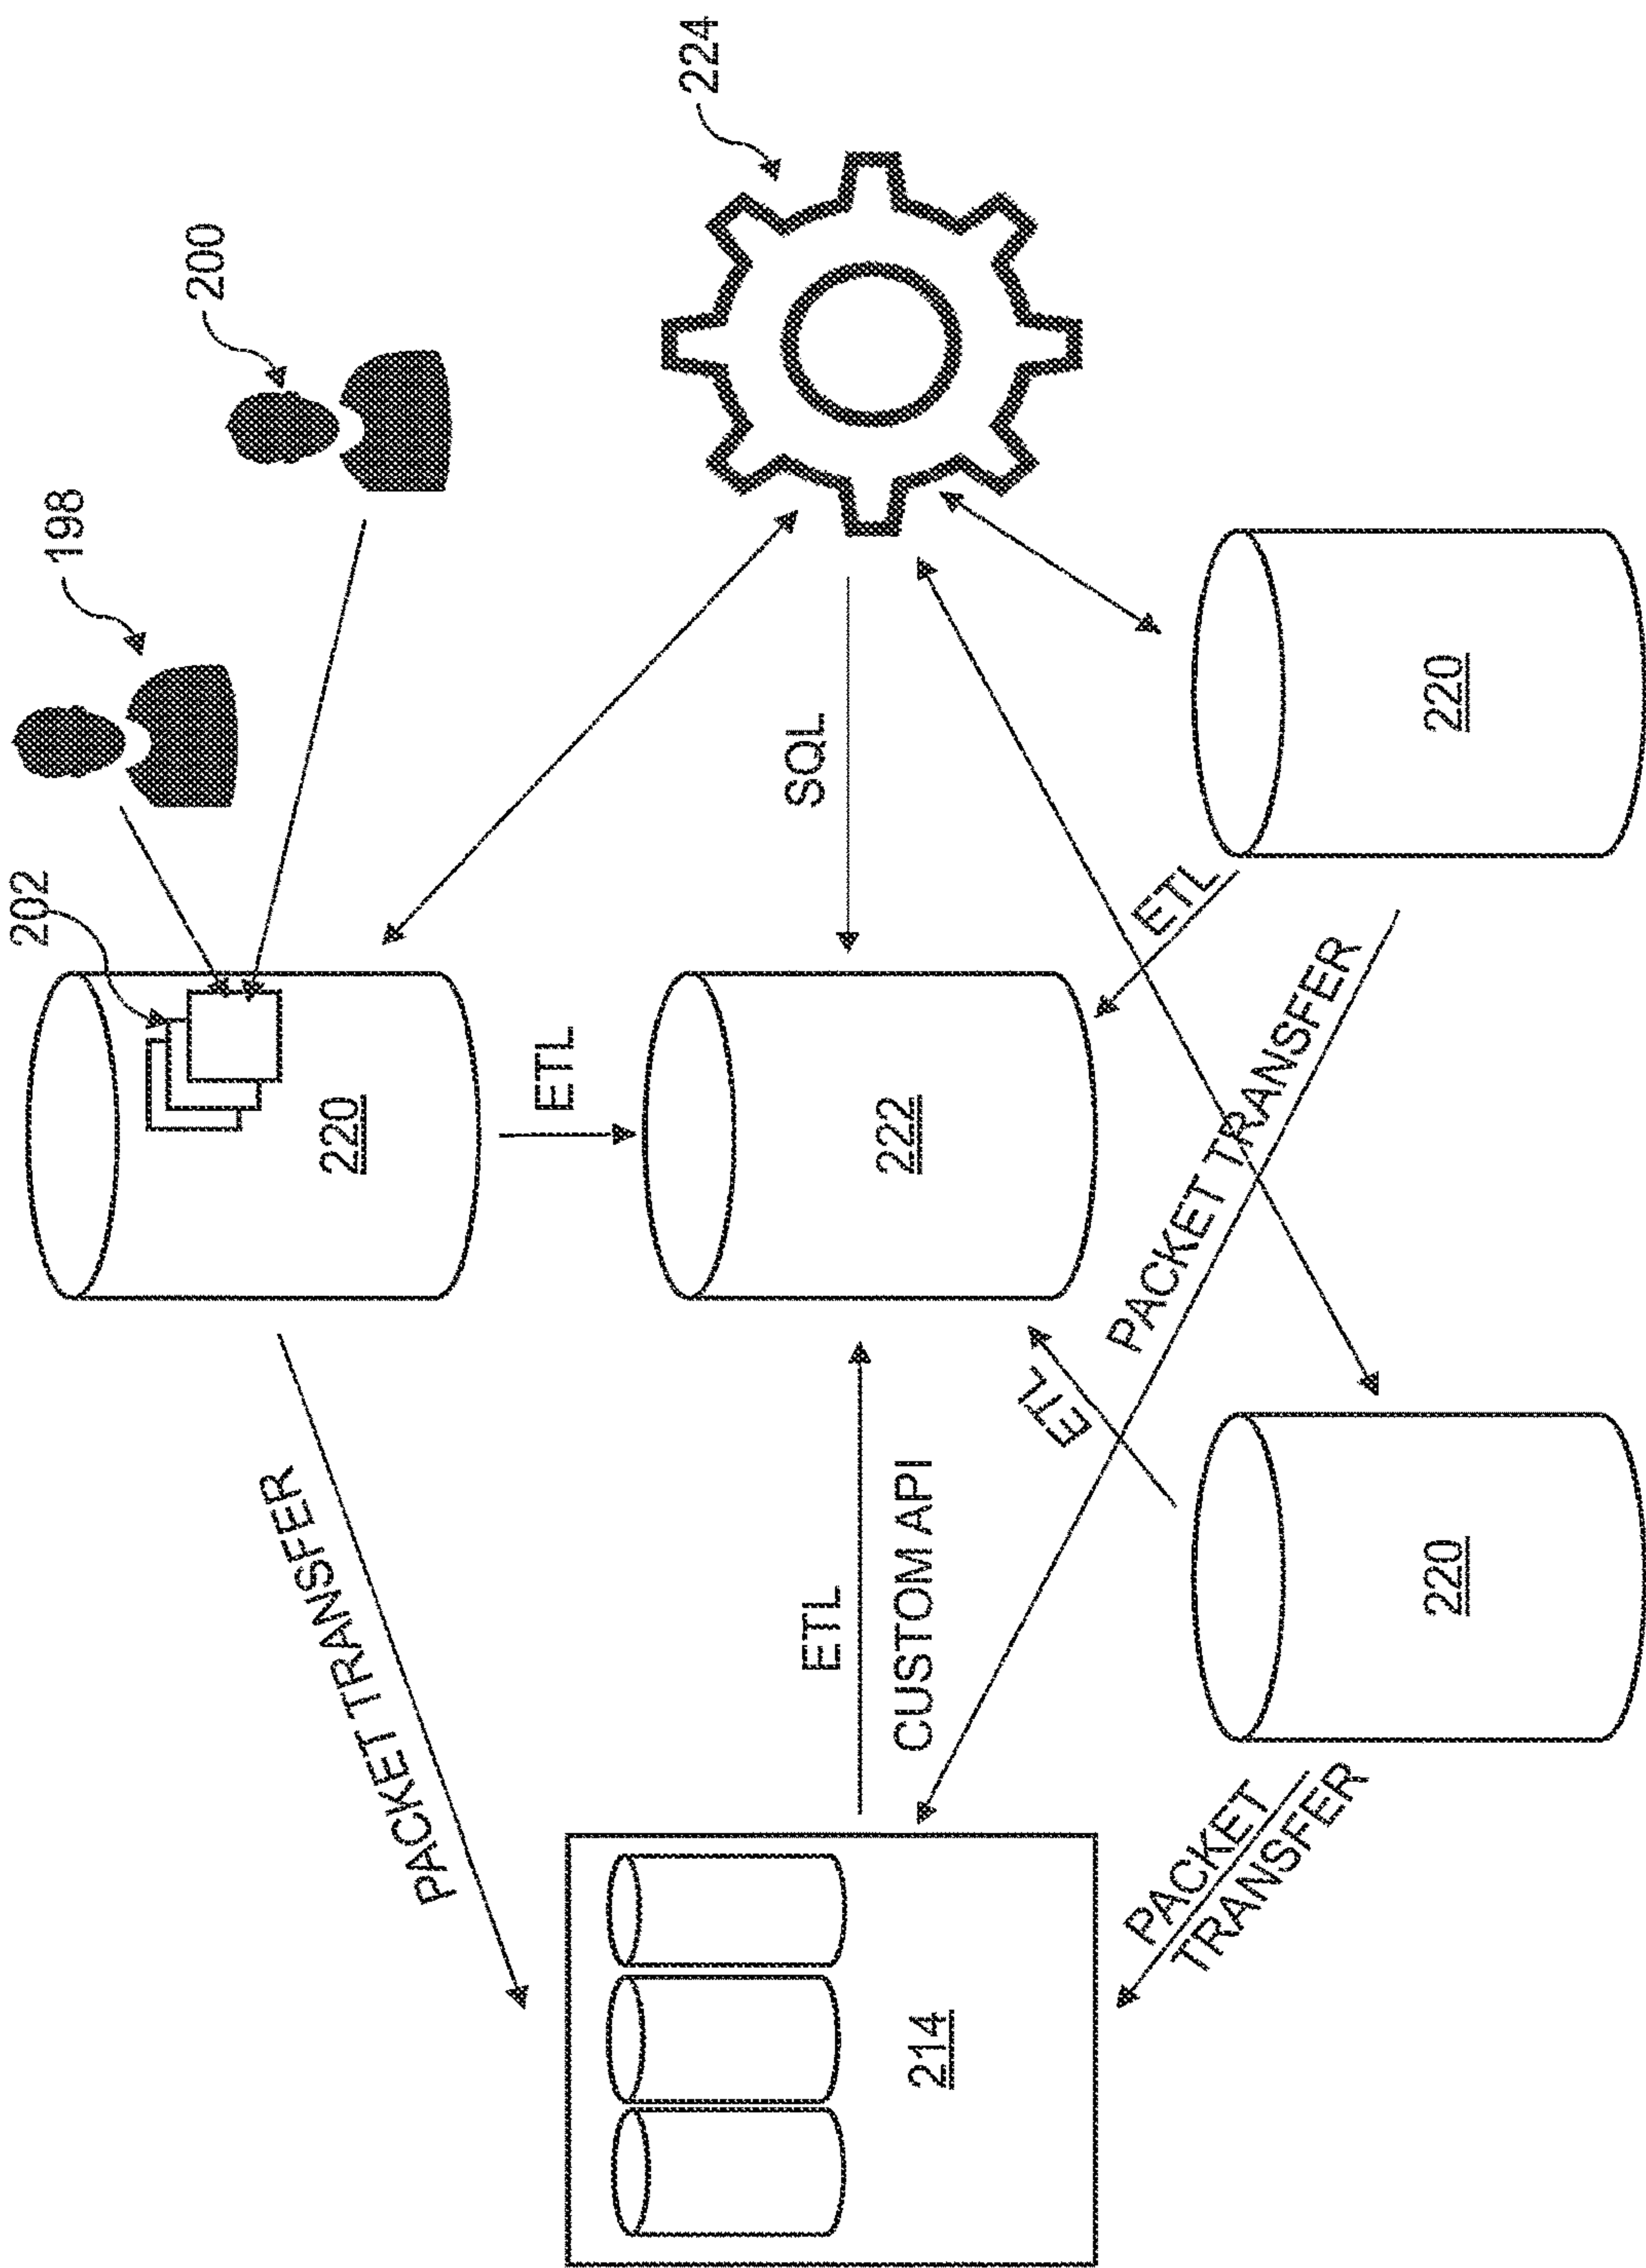 198
200
202
224
220
PACKET TRANSFER
ETL
SQL
222
ETL
CUSTOM API
214
ETL
ETL
PACKET TRANSFER
PACKET
TRANSFER
220
220